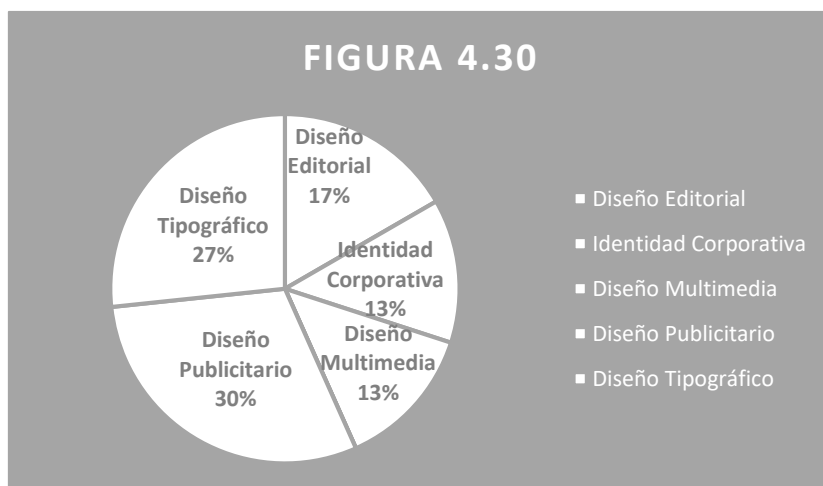 FIGURA 4.30
Diseño
Editorial
17%
Identidad
Corporativa
13%
Diseño
Multimedia
13%
Diseño
Publicitario
30%
Diseño
Tipográfico
27%
Diseño Editorial
Identidad Corporativa
Diseño Multimedia
Diseño Publicitario
Diseño Tipográfico